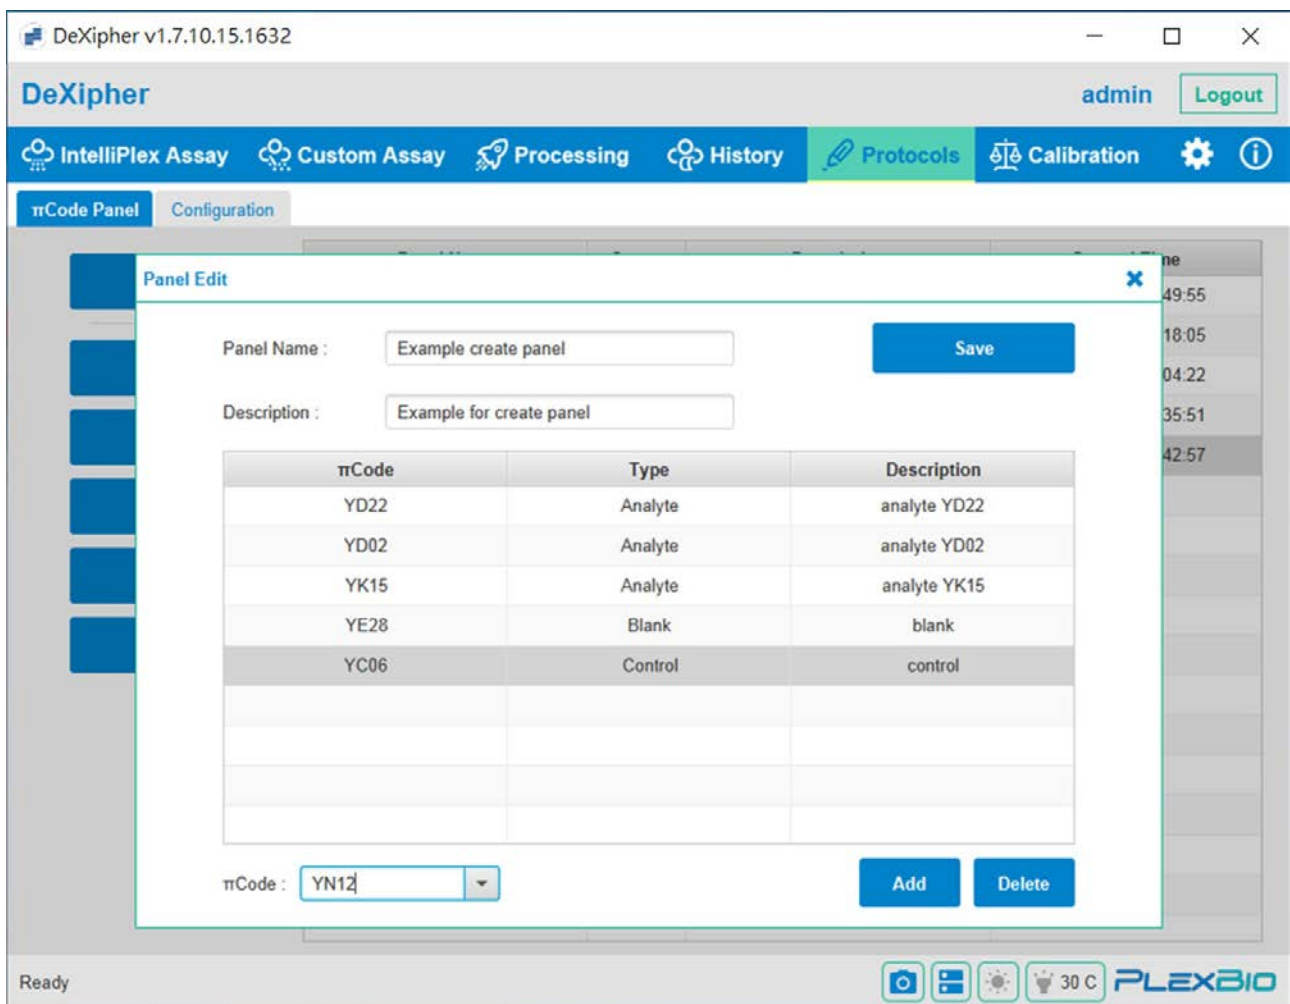 DeXipher v1.7.10.15.1632
DeXipher admin Logout
IntelliPlex Assay Custom Assay Processing History Protocols Calibration
πCode Panel Configuration
Panel Edit
49:55
Panel Name : Example create panel Save
18:05
04:22
Description : Example for create panel
35:51
πCode Type Description
42:57
YD22 Analyte analyte YD22
YD02 Analyte analyte YD02
YK15 Analyte analyte YK15
YE28 Blank blank
YC06 Control control
πCode : YN12 Add Delete
Ready 30 C PLEXBIO